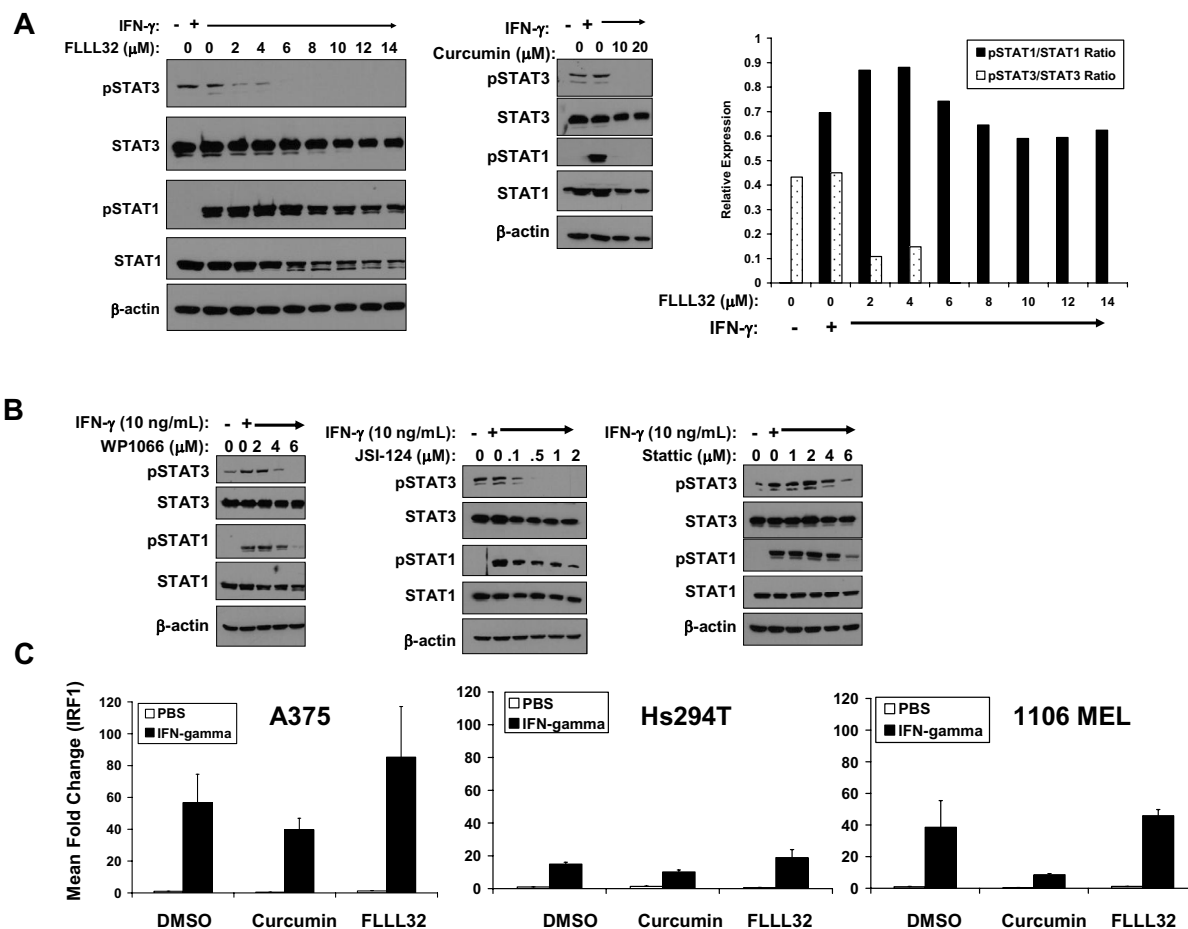 A
IFN-γ: - +
FLLL32 (μM): 0 0 2 4 6 8 10 12 14
pSTAT3
STAT3
pSTAT1
STAT1
β-actin
IFN-γ: - +
Curcumin (μM): 0 0 10 20
pSTAT3
STAT3
pSTAT1
STAT1
β-actin
pSTAT1/STAT1 Ratio
pSTAT3/STAT3 Ratio
Relative Expression
1
0.9
0.8
0.7
0.6
0.5
0.4
0.3
0.2
0.1
0
FLLL32 (μM): 0 0 2 4 6 8 10 12 14
IFN-γ: - +
B
IFN-γ (10 ng/mL): - +
WP1066 (μM): 0 0 2 4 6
pSTAT3
STAT3
pSTAT1
STAT1
β-actin
IFN-γ (10 ng/mL): - +
JSI-124 (μM): 0 0 .1 .5 1 2
pSTAT3
STAT3
pSTAT1
STAT1
β-actin
IFN-γ (10 ng/mL): - +
Stattic (μM): 0 0 1 2 4 6
pSTAT3
STAT3
pSTAT1
STAT1
β-actin
C
Mean Fold Change (IRF1)
120
100
80
60
40
20
0
PBS
IFN-gamma
A375
DMSO Curcumin FLLL32
120
100
80
60
40
20
0
PBS
IFN-gamma
Hs294T
DMSO Curcumin FLLL32
120
100
80
60
40
20
0
PBS
IFN-gamma
1106 MEL
DMSO Curcumin FLLL32